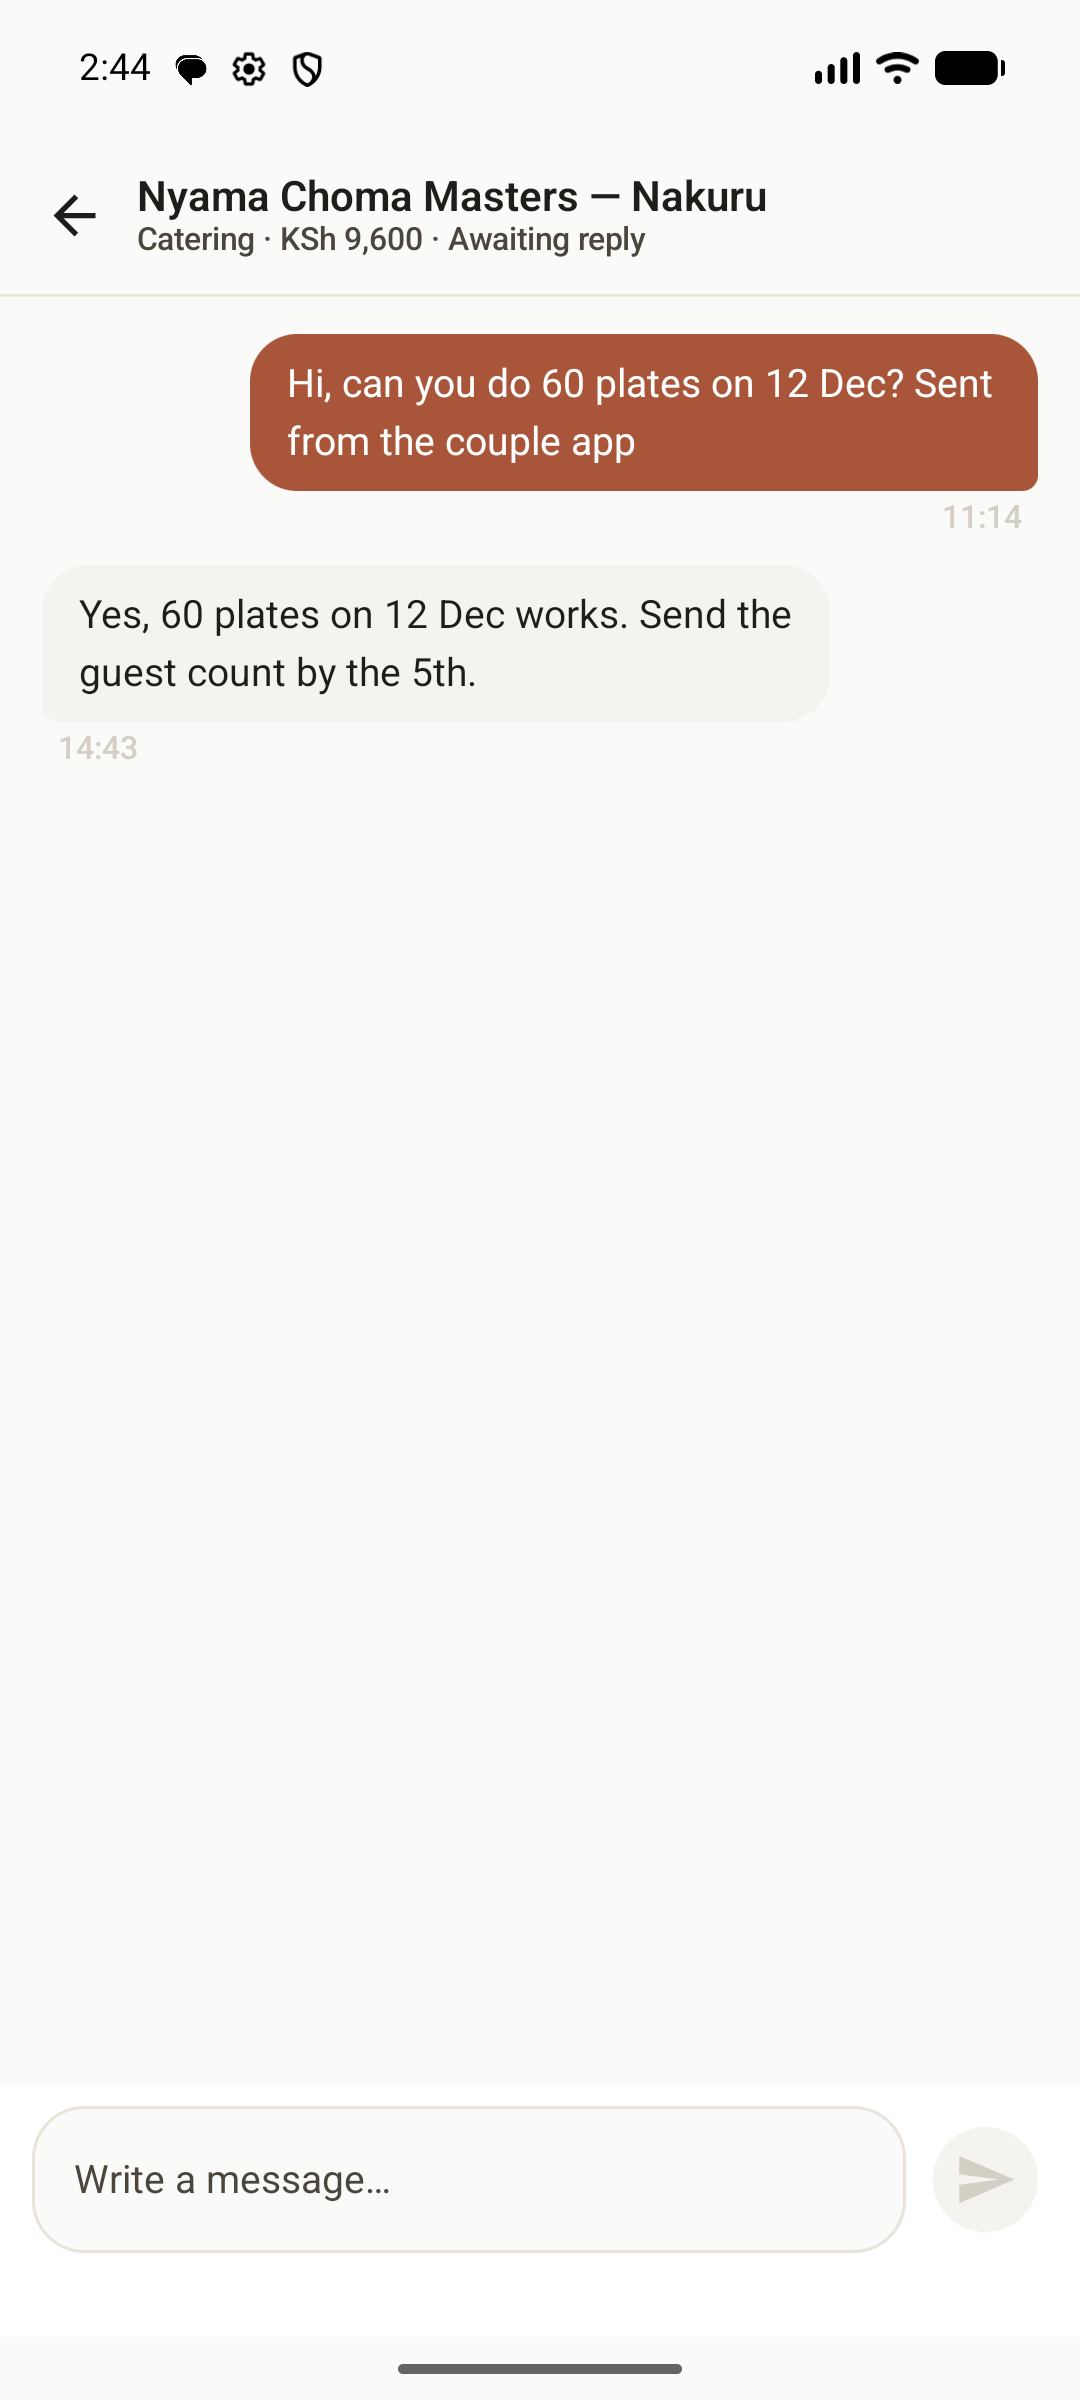 2:44
Nyama Choma Masters — Nakuru
Catering · KSh 9,600 · Awaiting reply
Hi, can you do 60 plates on 12 Dec? Sent
from the couple app
11:14
Yes, 60 plates on 12 Dec works. Send the
guest count by the 5th.
14:43
Write a message…